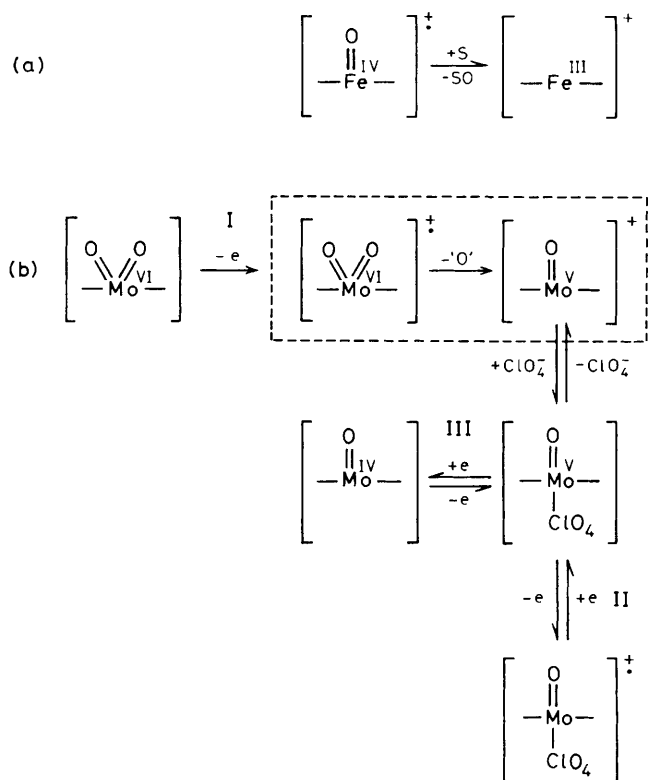 (a) [ O ‖ —Fe IV— ]+• +S -SO [ —Fe III— ]+
(b) [ O O —Mo VI— ] I - e [ O O —Mo VI— ]+• -'O' [ O ‖ —Mo V— ]+
+ClO₄⁻ -ClO₄⁻
[ O ‖ —Mo IV— ] III +e -e [ O ‖ —Mo V— ClO₄ ]
-e +e II
[ O ‖ —Mo— ClO₄ ]+•